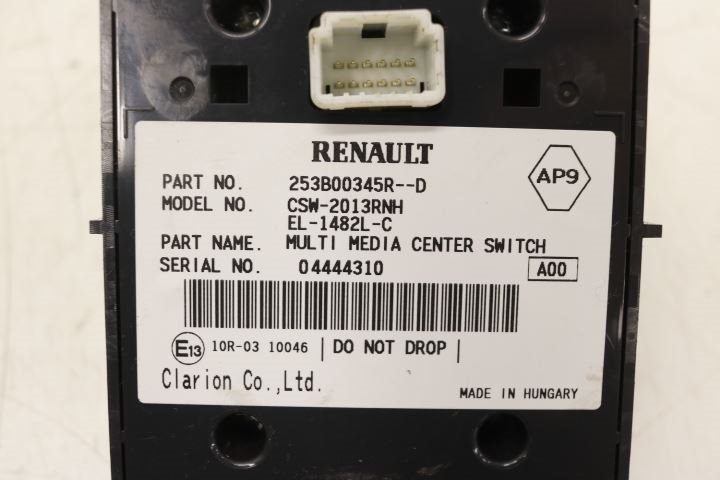 RENAULT
AP9
PART NO. 253B00345R--D
MODEL NO. CSW-2013RNH
EL-1482L-C
PART NAME. MULTI MEDIA CENTER SWITCH
SERIAL NO. 04444310
A00
E13 10R-03 10046 | DO NOT DROP |
Clarion Co.,Ltd.
MADE IN HUNGARY